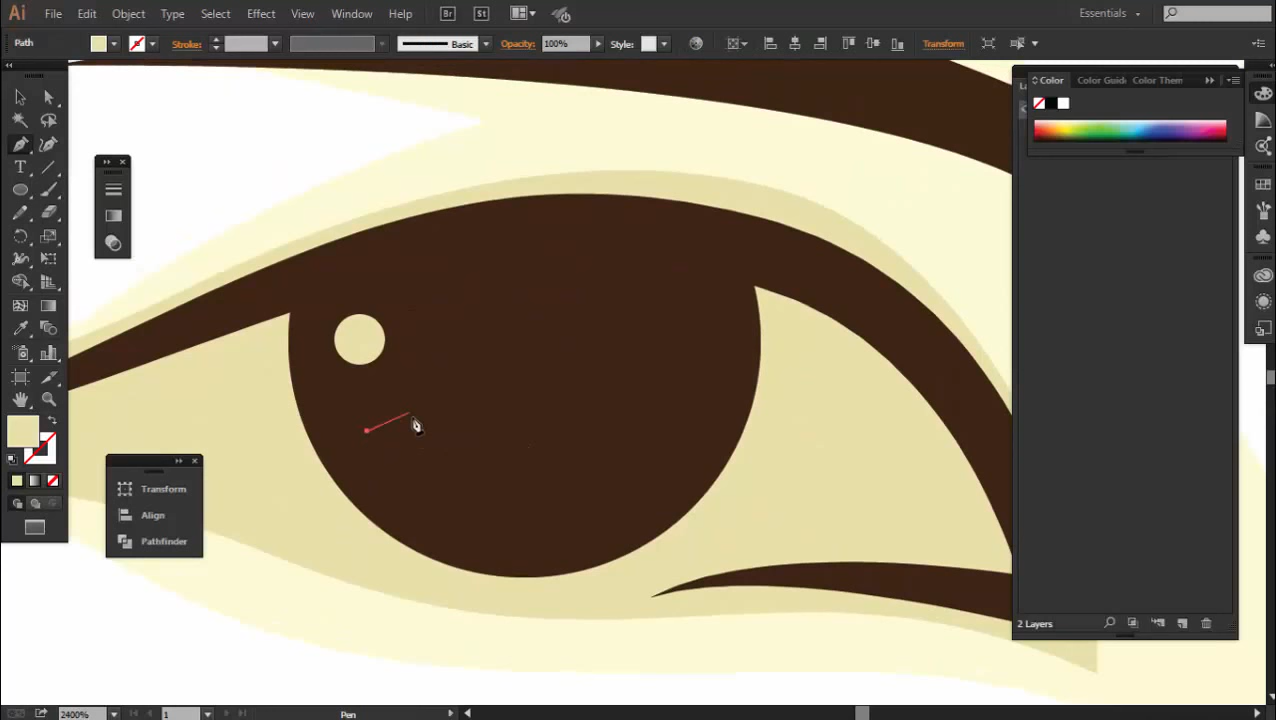 Ai File Edit Object Type Select Effect View Window Help Br St Essentials
Path Stroke: Basic Opacity: 100% Style: Transform
Color Color Guid Color Them
Transform
Align
Pathfinder
2 Layers
2400% 1 Pen